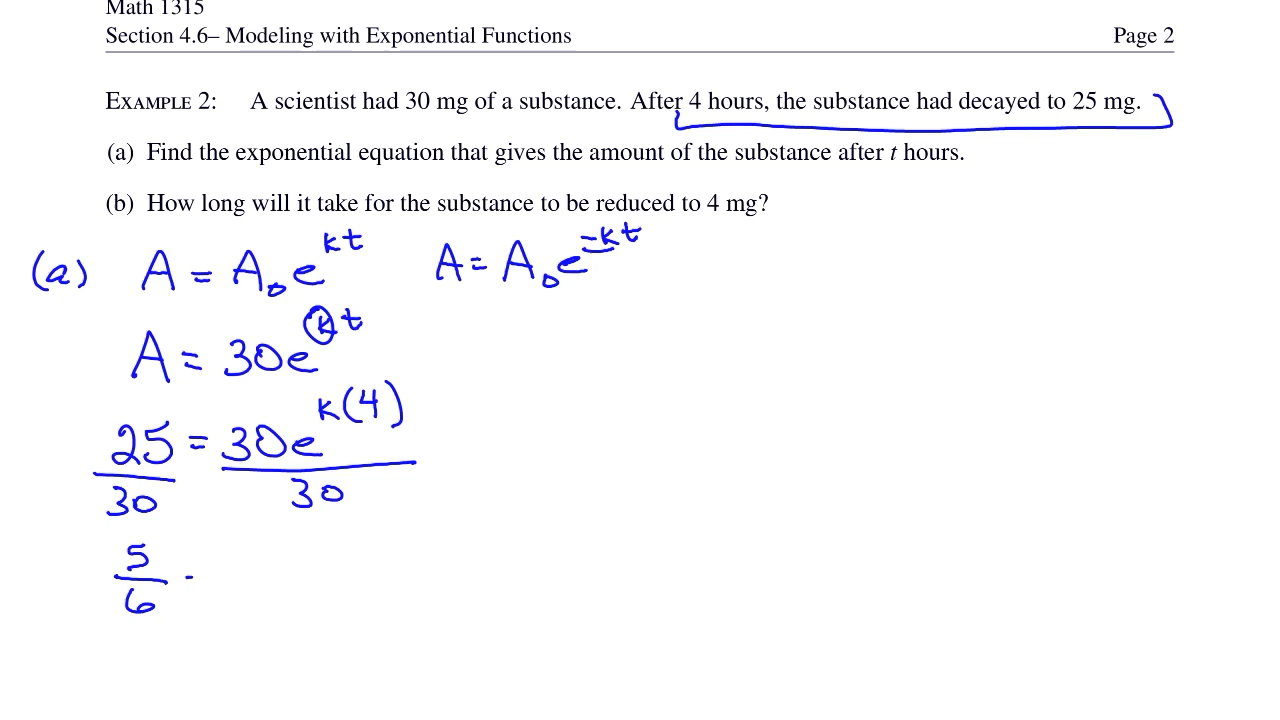 Math 1315
Section 4.6– Modeling with Exponential Functions Page 2
EXAMPLE 2: A scientist had 30 mg of a substance. After 4 hours, the substance had decayed to 25 mg.
(a) Find the exponential equation that gives the amount of the substance after t hours.
(b) How long will it take for the substance to be reduced to 4 mg?
(a) A = A₀e^kt A = A₀e^-kt
A = 30e^kt
25 = 30e^k(4)
30 30
5
6 -